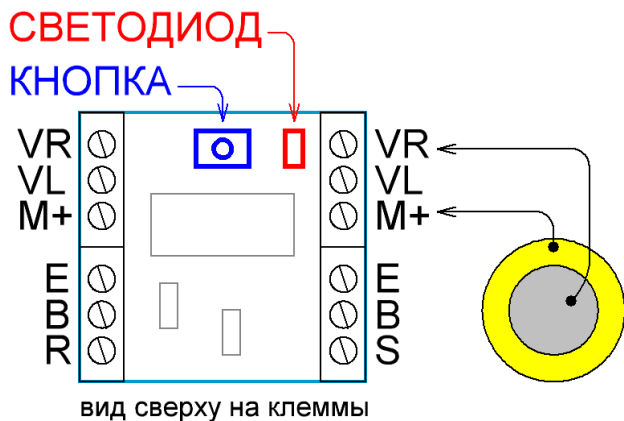 СВЕТОДИОД
КНОПКА
VR VR
VL VL
M+ M+
E E
B B
R S
вид сверху на клеммы